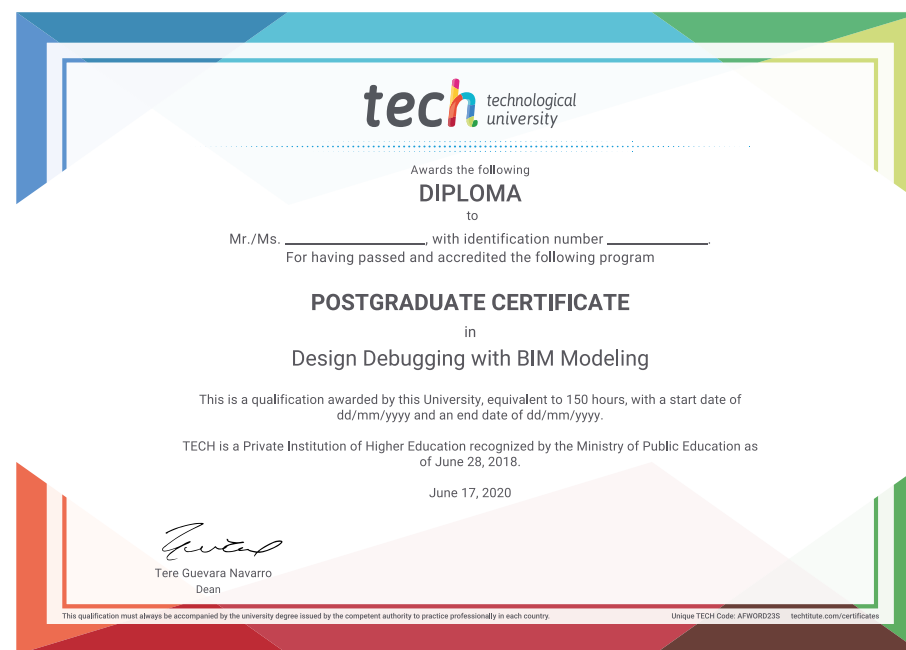 tech technological
university
Awards the following
DIPLOMA
to
Mr./Ms. ____________, with identification number ____________.
For having passed and accredited the following program
POSTGRADUATE CERTIFICATE
in
Design Debugging with BIM Modeling
This is a qualification awarded by this University, equivalent to 150 hours, with a start date of
dd/mm/yyyy and an end date of dd/mm/yyyy.
TECH is a Private Institution of Higher Education recognized by the Ministry of Public Education as
of June 28, 2018.
June 17, 2020
Tere Guevara Navarro
Dean
This qualification must always be accompanied by the university degree issued by the competent authority to practice professionally in each country.
Unique TECH Code: AFWORD23S techtitute.com/certificates